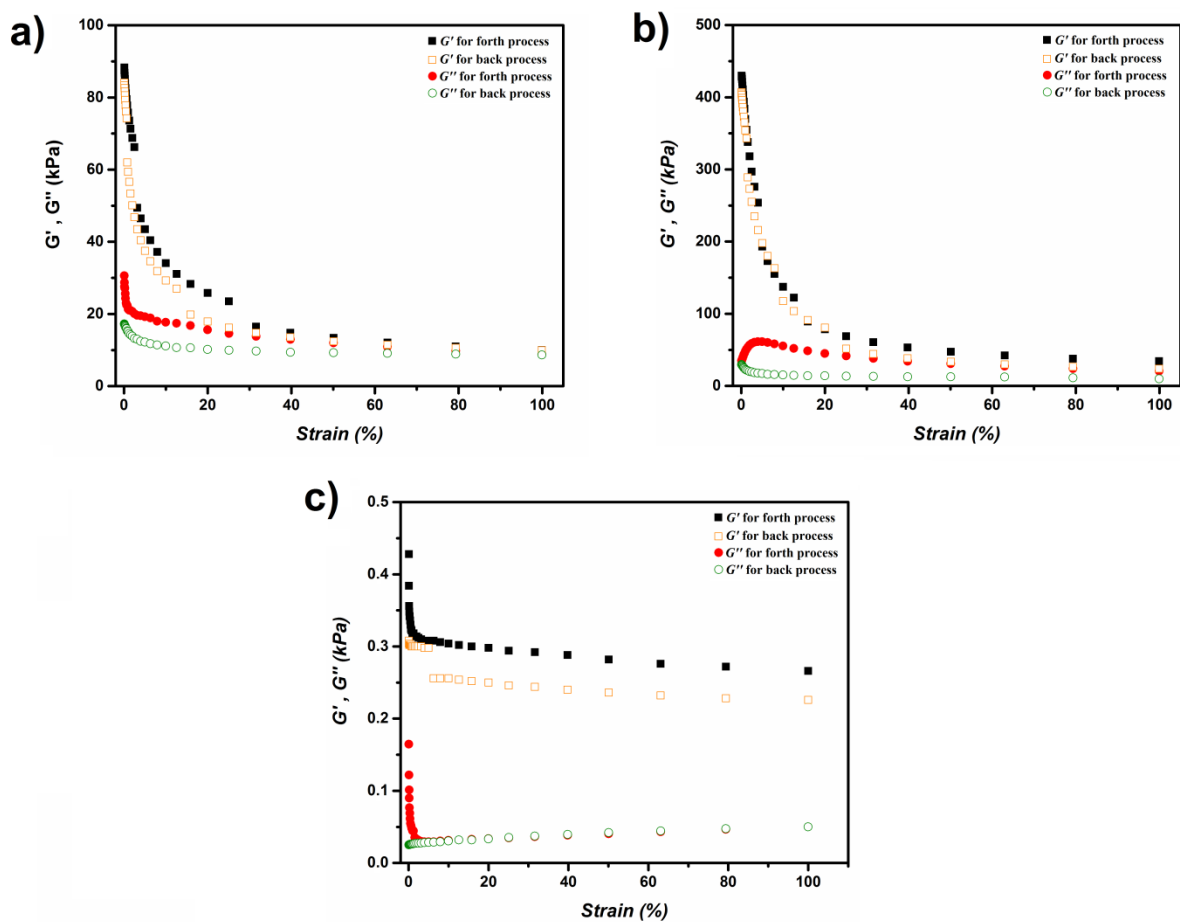 a)
100
80
60
40
20
0
G' , G'' (kPa)
G' for forth process
G' for back process
G'' for forth process
G'' for back process
0 20 40 60 80 100
Strain (%)
b)
500
400
300
200
100
0
G' , G'' (kPa)
G' for forth process
G' for back process
G'' for forth process
G'' for back process
0 20 40 60 80 100
Strain (%)
c)
0.5
0.4
0.3
0.2
0.1
0.0
G' , G'' (kPa)
G' for forth process
G' for back process
G'' for forth process
G'' for back process
0 20 40 60 80 100
Strain (%)